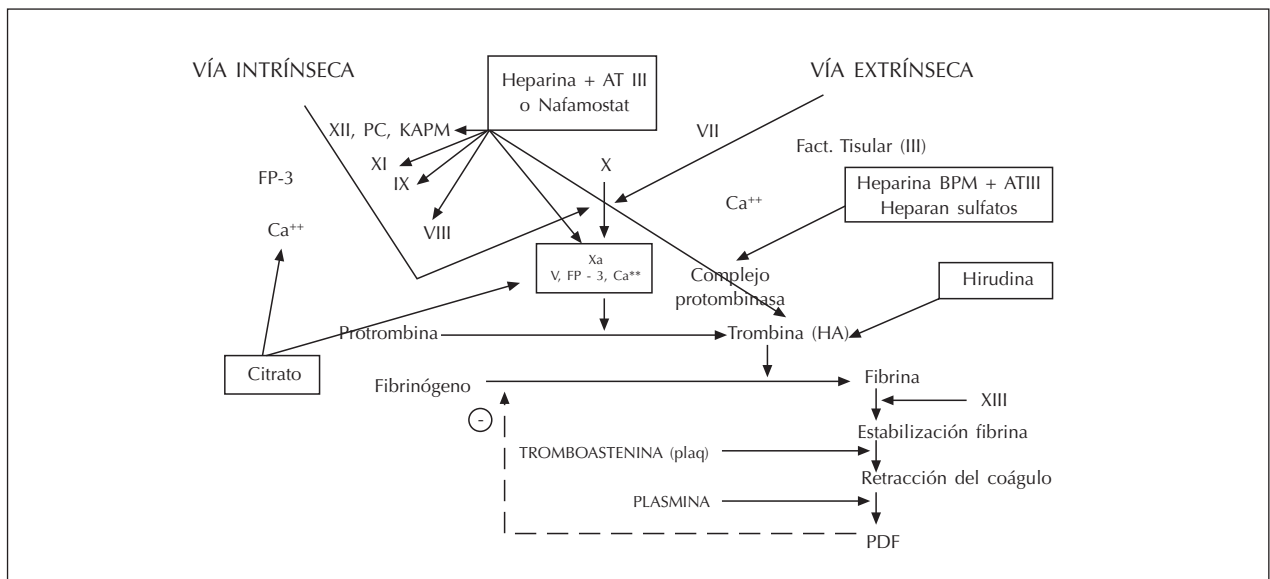 VÍA INTRÍNSECA
Heparina + AT III
o Nafamostat
VÍA EXTRÍNSECA
XII, PC, KAPM
VII
Fact. Tisular (III)
XI
X
FP-3
IX
Heparina BPM + ATIII
Heparan sulfatos
Ca++
VIII
Ca++
Xa
V, FP - 3, Ca**
Complejo
protombinasa
Hirudina
Protrombina
Trombina (HA)
Citrato
Fibrinógeno
Fibrina
XIII
-
Estabilización fibrina
TROMBOASTENINA (plaq)
Retracción del coágulo
PLASMINA
PDF